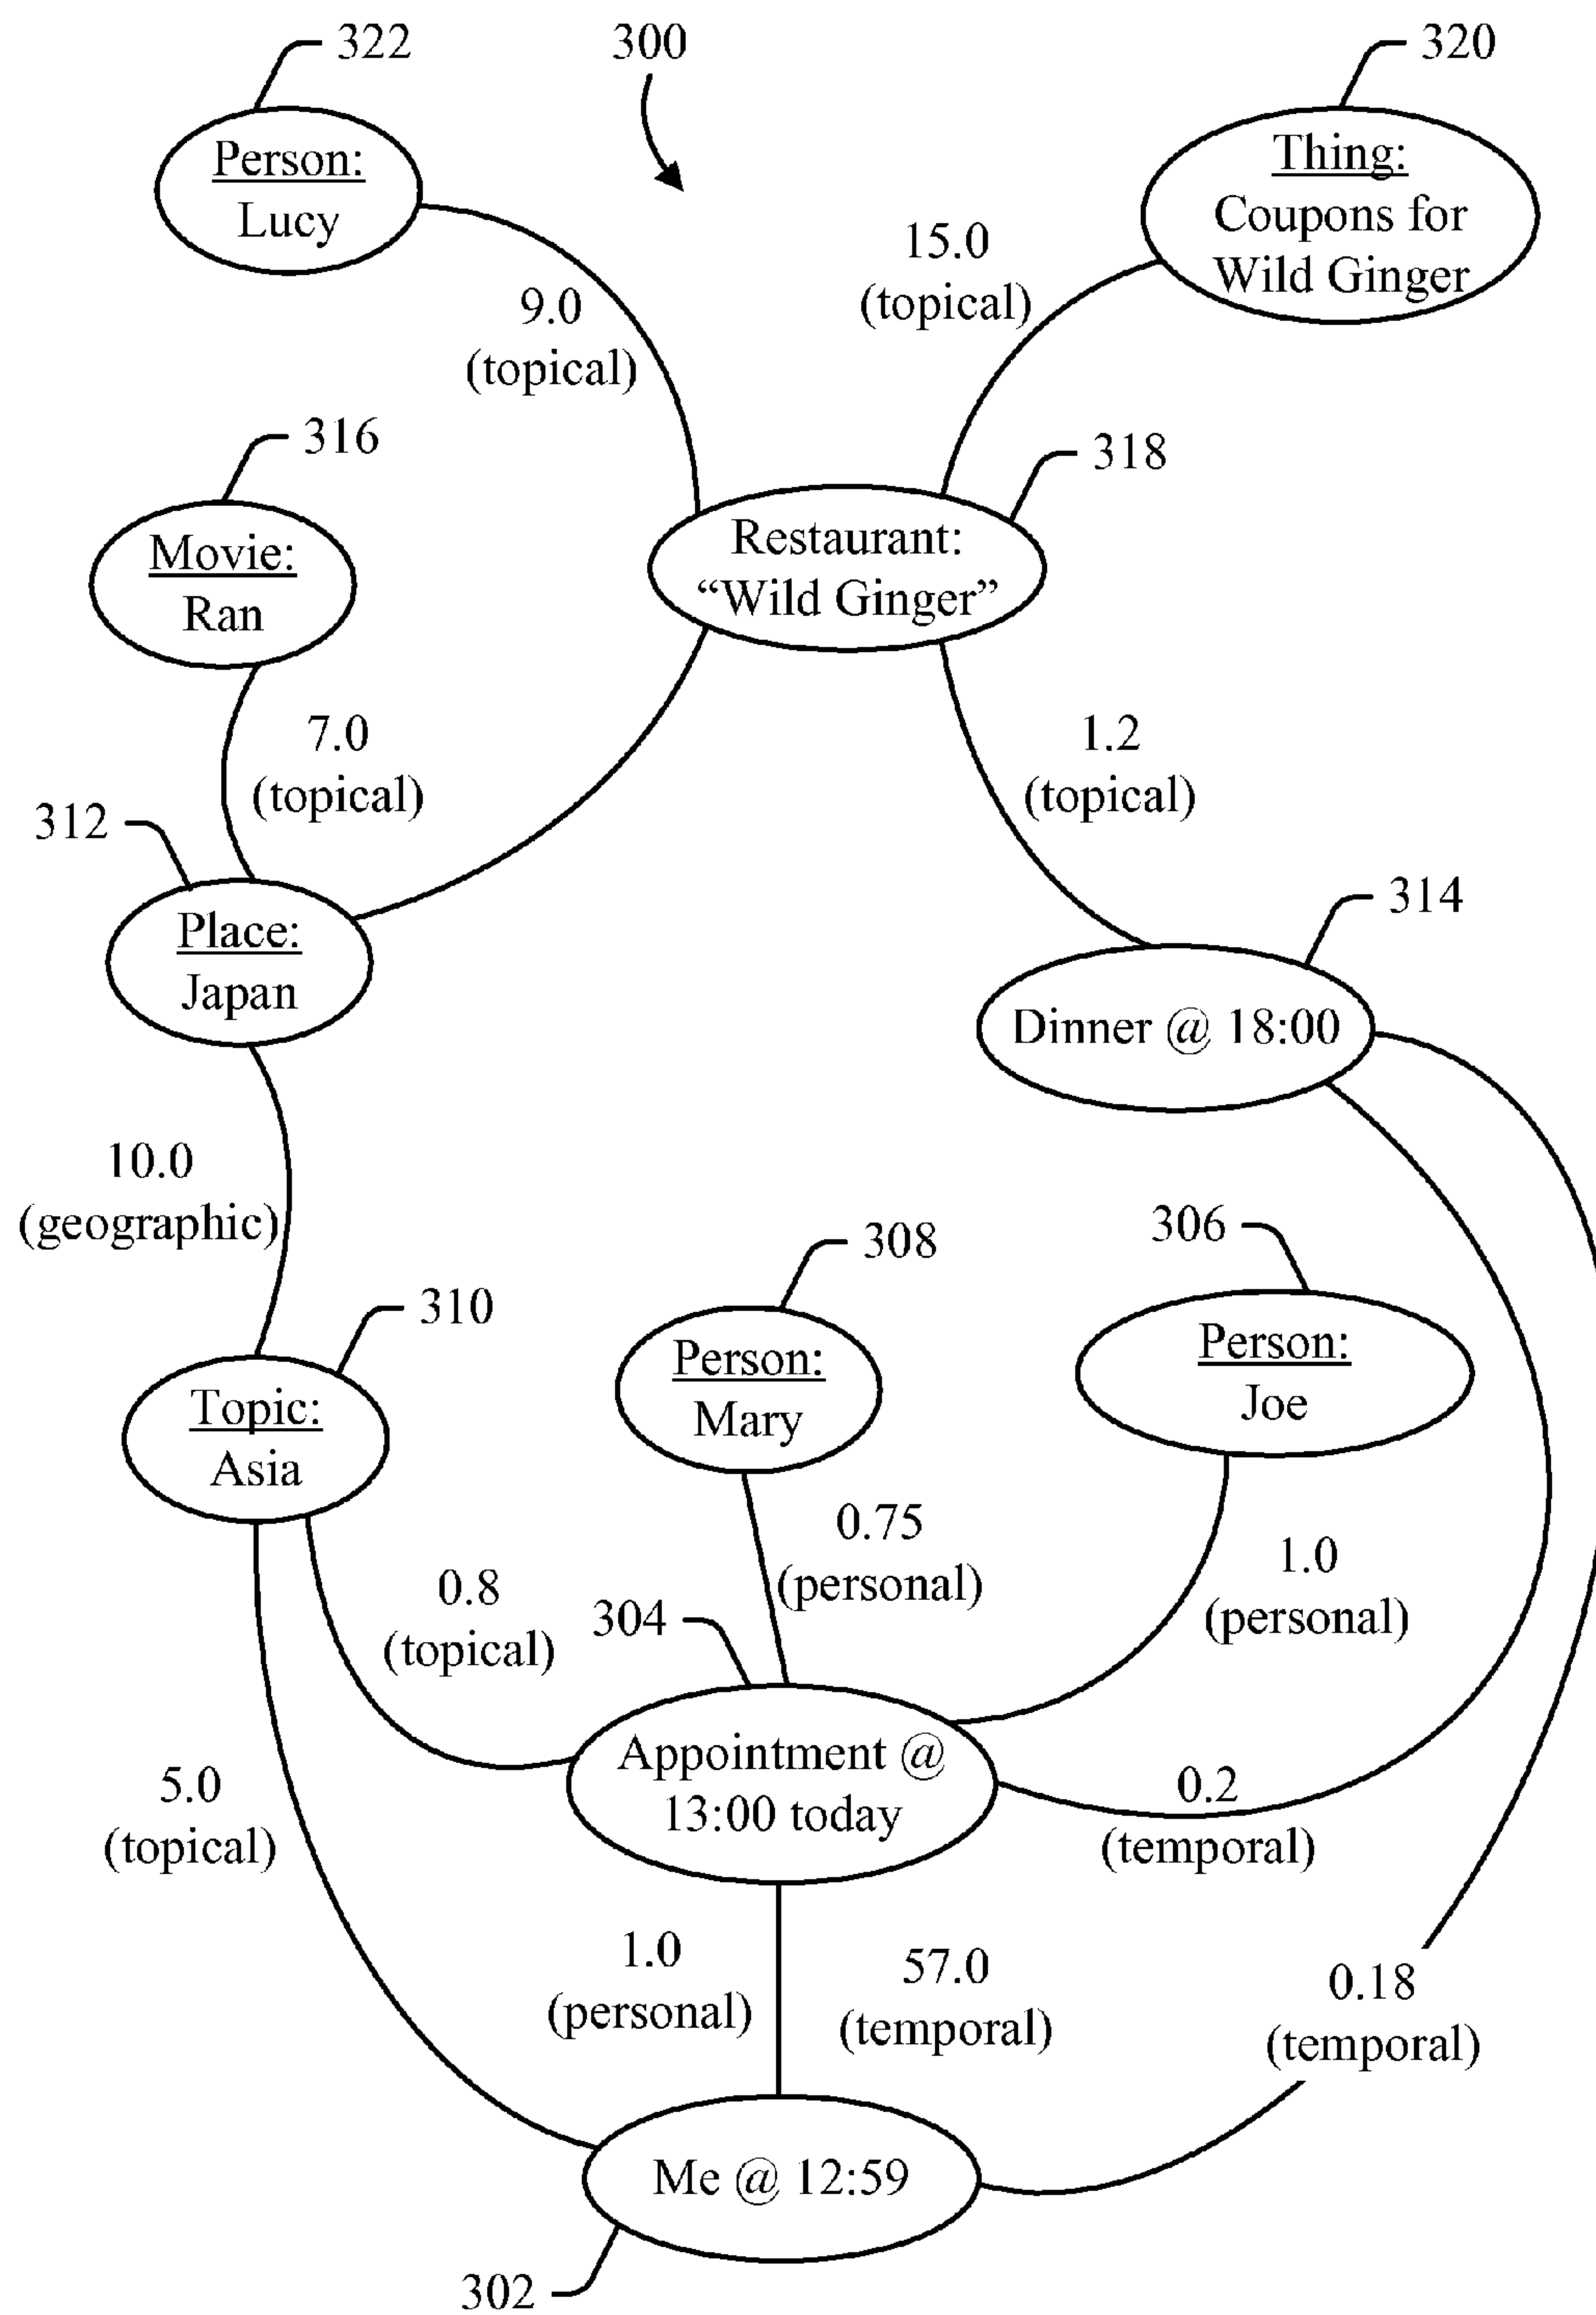 322
300
320
Person:
Lucy
Thing:
Coupons for
Wild Ginger
15.0
(topical)
9.0
(topical)
316
318
Movie:
Ran
Restaurant:
“Wild Ginger”
7.0
(topical)
1.2
(topical)
312
314
Place:
Japan
Dinner @ 18:00
10.0
(geographic)
308
306
310
Person:
Mary
Person:
Joe
Topic:
Asia
0.75
(personal)
1.0
(personal)
0.8
(topical)
304
Appointment @
13:00 today
5.0
(topical)
0.2
(temporal)
1.0
(personal)
57.0
(temporal)
0.18
(temporal)
Me @ 12:59
302